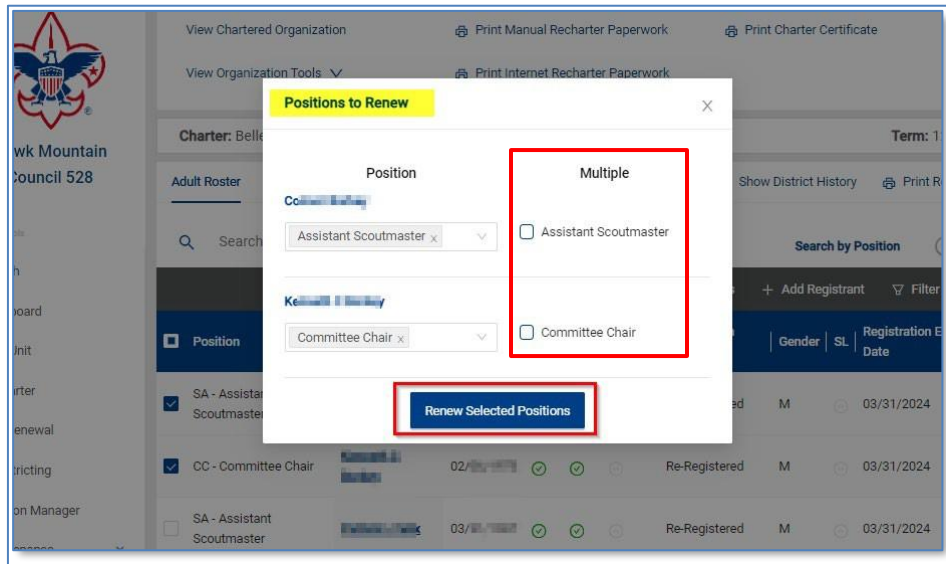 View Chartered Organization
Print Manual Recharter Paperwork
Print Charter Certificate
View Organization Tools
Print Internet Recharter Paperwork
Positions to Renew
Charter:
Term:
Mountain
Council 528
Position
Multiple
Adult Roster
Show District History
Print
Assistant Scoutmaster x
Assistant Scoutmaster
Search
Search by Position
+ Add Registrant
Filter
Committee Chair x
Committee Chair
Position
Gender
SL
Registration
Date
Renew Selected Positions
SA -
Scoutmaster
M
03/31/2024
CC - Committee Chair
02/
Re-Registered
M
03/31/2024
SA - Assistant
Scoutmaster
03/
Re-Registered
M
03/31/2024